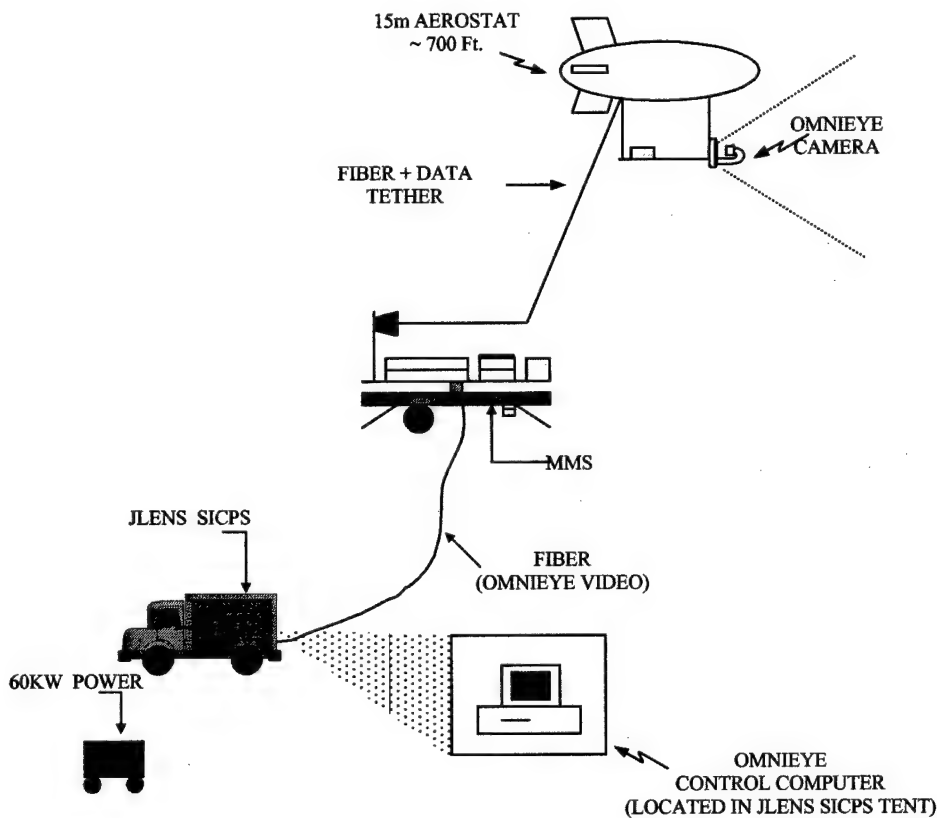 15m AEROSTAT
~ 700 Ft.
OMNIEYE
CAMERA
FIBER + DATA
TETHER
MMS
JLENS SICPS
FIBER
(OMNIEYE VIDEO)
60KW POWER
OMNIEYE
CONTROL COMPUTER
(LOCATED IN JLENS SICPS TENT)